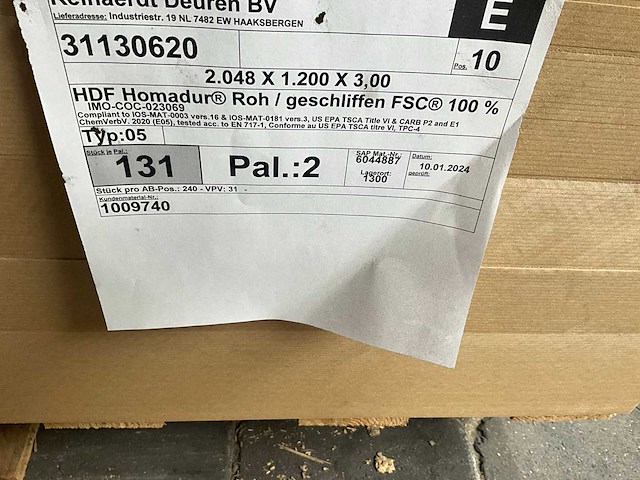 Reinaerdt Deuren BV
Lieferadresse: Industriestr. 19 NL 7482 EW HAAKSBERGEN
E
31130620
Pos. 10
2.048 X 1.200 X 3,00
HDF Homadur® Roh / geschliffen FSC® 100 %
IMO-COC-023069
Compliant to IOS-MAT-0003 vers.16 & IOS-MAT-0181 vers.3, US EPA TSCA Title VI & CARB P2 and E1
ChemVerbV. 2020 (E05), tested acc. to EN 717-1, Conforme au US EPA TSCA titre VI, TPC-4
Typ:05
Stück je Pal.:
131 Pal.:2
SAP Mat.-Nr.:
6044887
Lagerort:
1300
Datum:
10.01.2024
geprüft:
Stück pro AB-Pos.: 240 - VPV: 31 -
Kundenmaterial-Nr.:
1009740